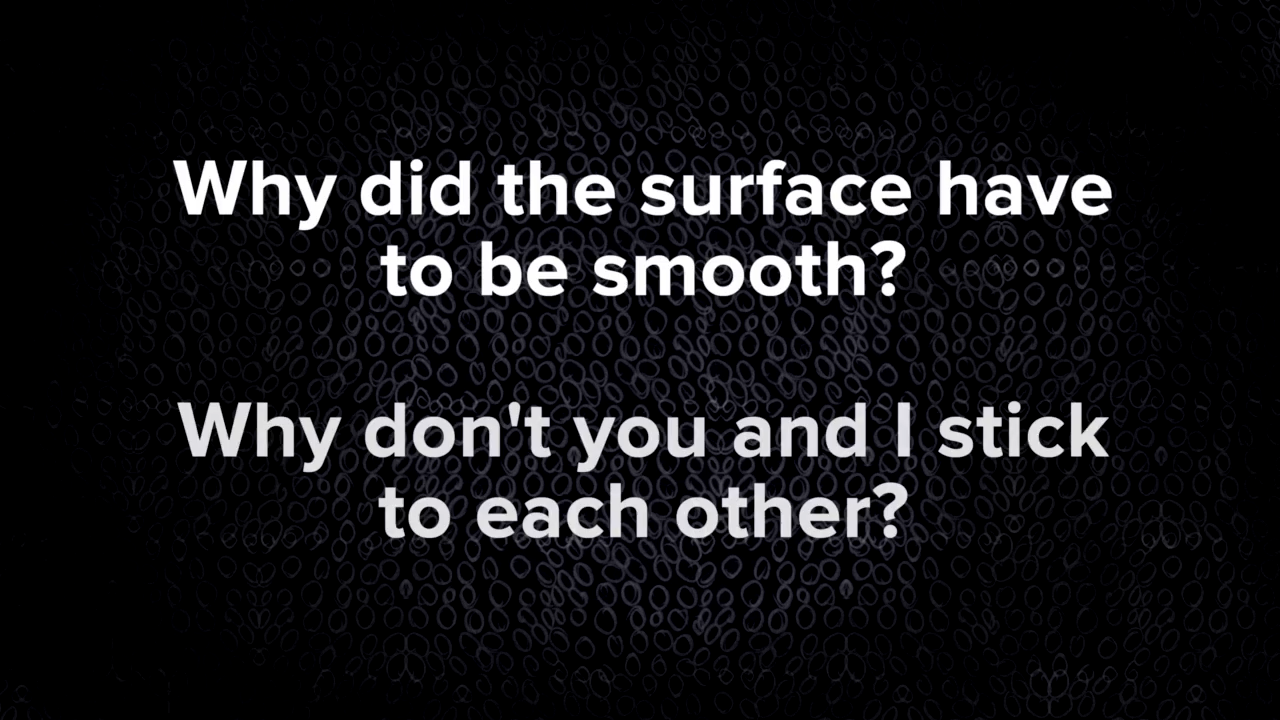 Why did the surface have
to be smooth?
Why don't you and I stick
to each other?